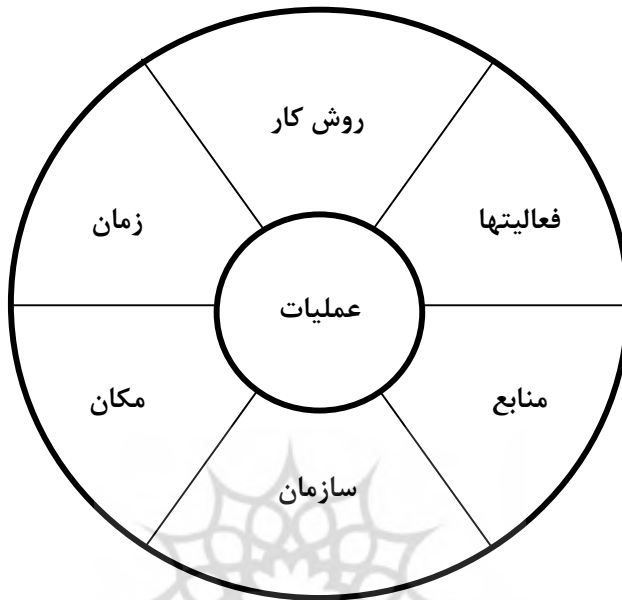 روش کار
زمان
فعالیتها
عملیات
مکان
منابع
سازمان